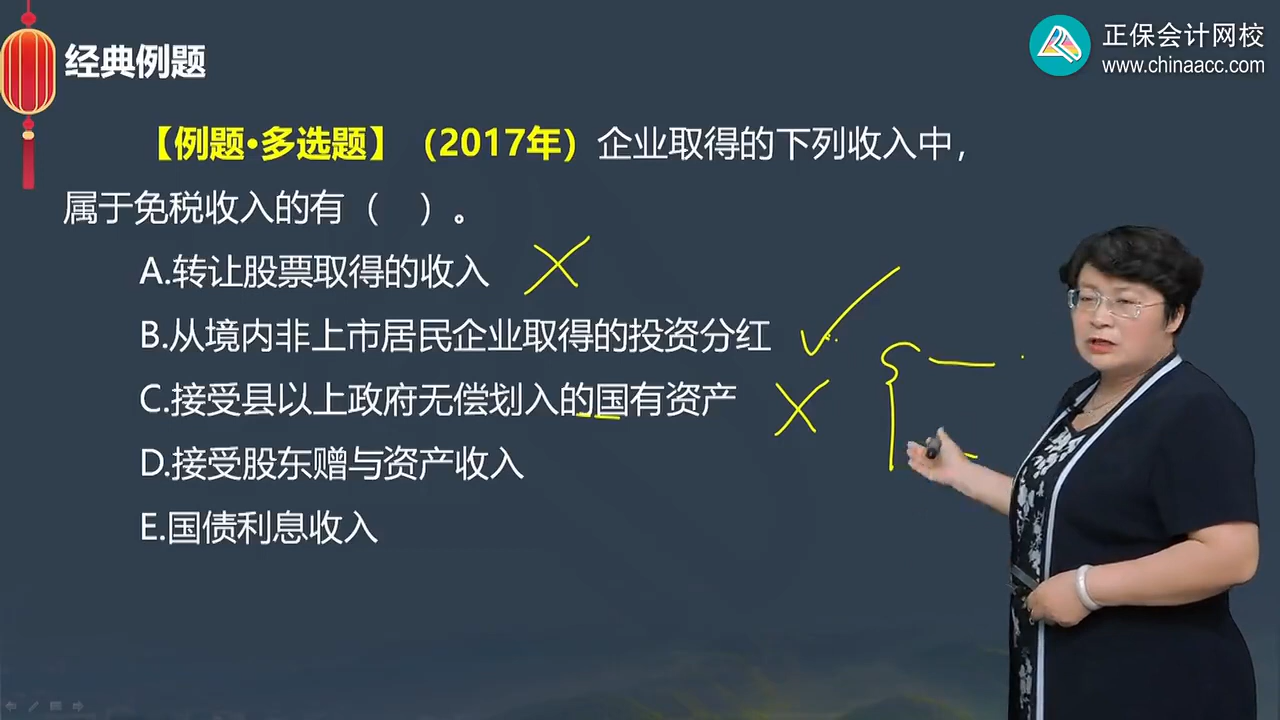 经典例题
正保会计网校
www.chinaacc.com
【例题•多选题】（2017年）企业取得的下列收入中，
属于免税收入的有（　）。
A.转让股票取得的收入
B.从境内非上市居民企业取得的投资分红
C.接受县以上政府无偿划入的国有资产
D.接受股东赠与资产收入
E.国债利息收入